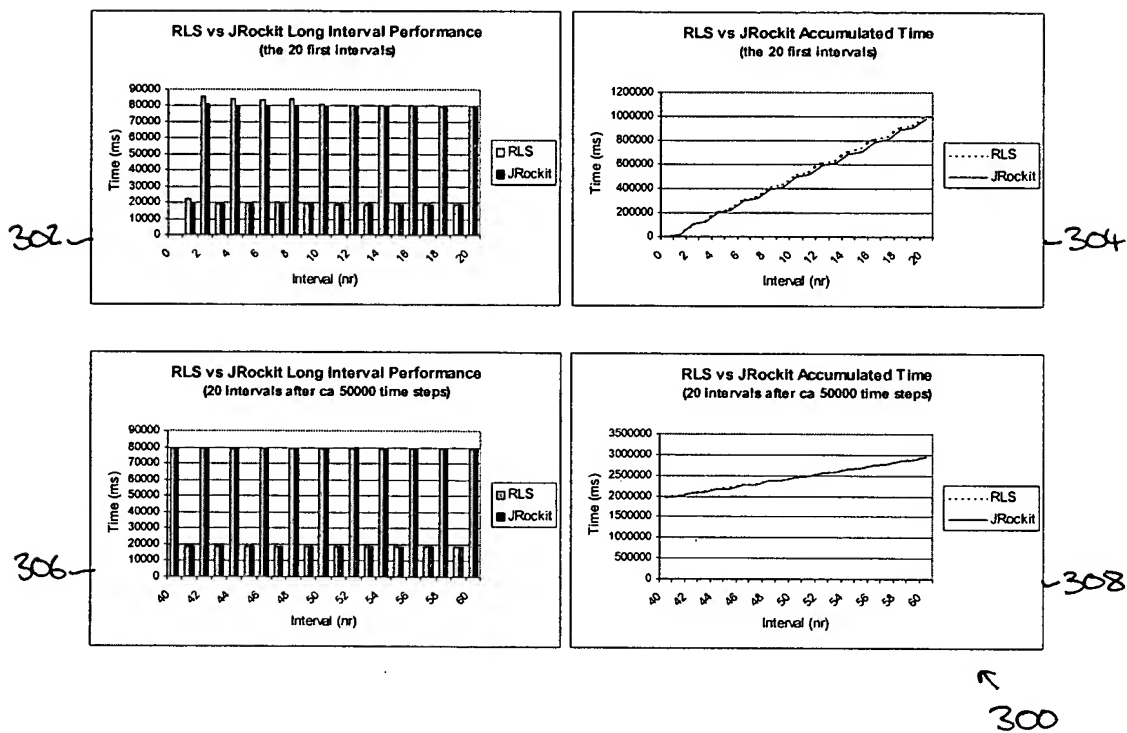 RLS vs JRockit Long Interval Performance
(the 20 first Intervals)
90000
80000
70000
60000
50000
40000
30000
20000
10000
0
Time (ms)
0 2 4 6 8 10 12 14 16 18 20
Interval (nr)
RLS
JRockit
302
RLS vs JRockit Accumulated Time
(the 20 first Intervals)
1200000
1000000
800000
600000
400000
200000
0
Time (ms)
0 2 4 6 8 10 12 14 16 18 20
Interval (nr)
RLS
JRockit
304
RLS vs JRockit Long Interval Performance
(20 Intervals after ca 50000 time steps)
90000
80000
70000
60000
50000
40000
30000
20000
10000
0
Time (ms)
40 42 44 46 48 50 52 54 56 58 60
Interval (nr)
RLS
JRockit
306
RLS vs JRockit Accumulated Time
(20 intervals after ca 50000 time steps)
3500000
3000000
2500000
2000000
1500000
1000000
500000
0
Time (ms)
40 42 44 46 48 50 52 54 56 58 60
Interval (nr)
RLS
JRockit
308
300